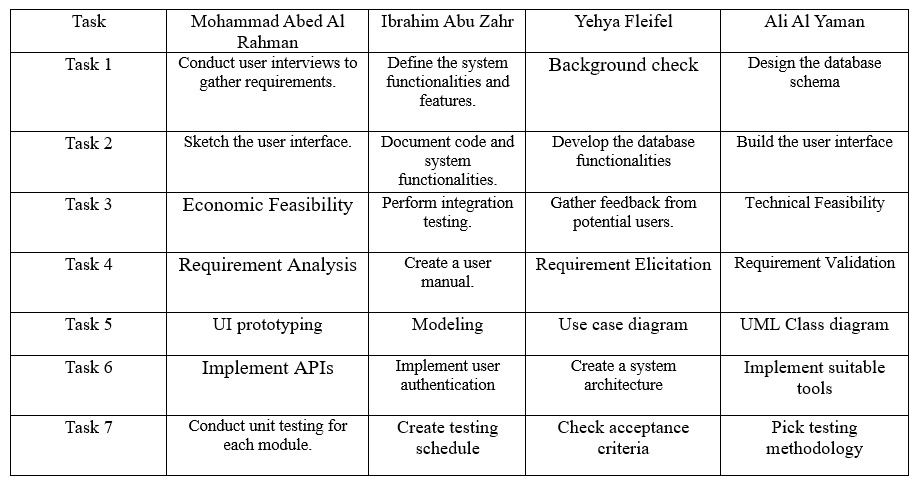 Task
Mohammad Abed Al
Rahman
Ibrahim Abu Zahr
Yehya Fleifel
Ali Al Yaman
Task 1
Conduct user interviews to
gather requirements.
Define the system
functionalities and
features.
Background check
Design the database
schema
Task 2
Sketch the user interface.
Document code and
system
functionalities.
Develop the database
functionalities
Build the user interface
Task 3
Economic Feasibility
Perform integration
testing.
Gather feedback from
potential users.
Technical Feasibility
Task 4
Requirement Analysis
Create a user
manual.
Requirement Elicitation
Requirement Validation
Task 5
UI prototyping
Modeling
Use case diagram
UML Class diagram
Task 6
Implement APIs
Implement user
authentication
Create a system
architecture
Implement suitable
tools
Task 7
Conduct unit testing for
each module.
Create testing
schedule
Check acceptance
criteria
Pick testing
methodology